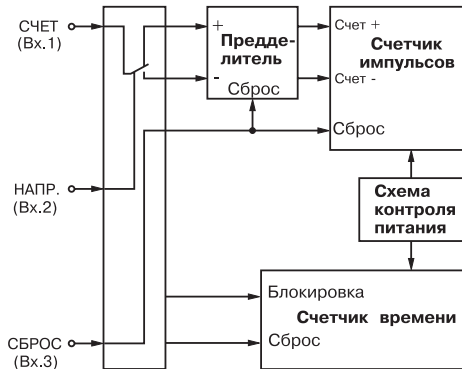 СЧЕТ
(Вх.1)
+
-
Предде-
литель
Сброс
Счет +
Счет -
Счетчик
импульсов
Сброс
НАПР.
(Вх.2)
Схема
контроля
питания
СБРОС
(Вх.3)
Блокировка
Счетчик времени
Сброс